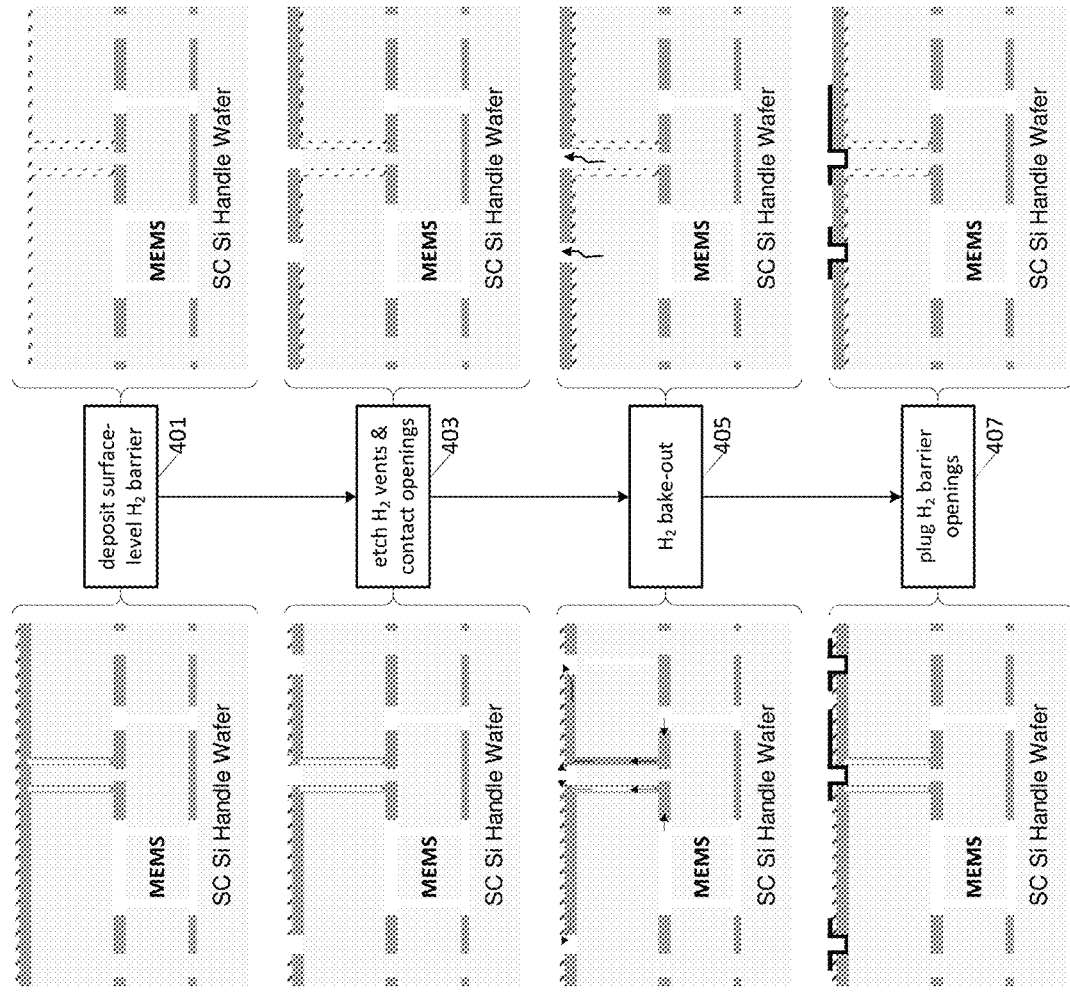 MEMS
SC Si Handle Wafer
deposit surface-
level H₂ barrier
401
MEMS
SC Si Handle Wafer
MEMS
SC Si Handle Wafer
etch H₂ vents &
contact openings
403
MEMS
SC Si Handle Wafer
MEMS
SC Si Handle Wafer
H₂ bake-out
405
MEMS
SC Si Handle Wafer
MEMS
SC Si Handle Wafer
plug H₂ barrier
openings
407
MEMS
SC Si Handle Wafer